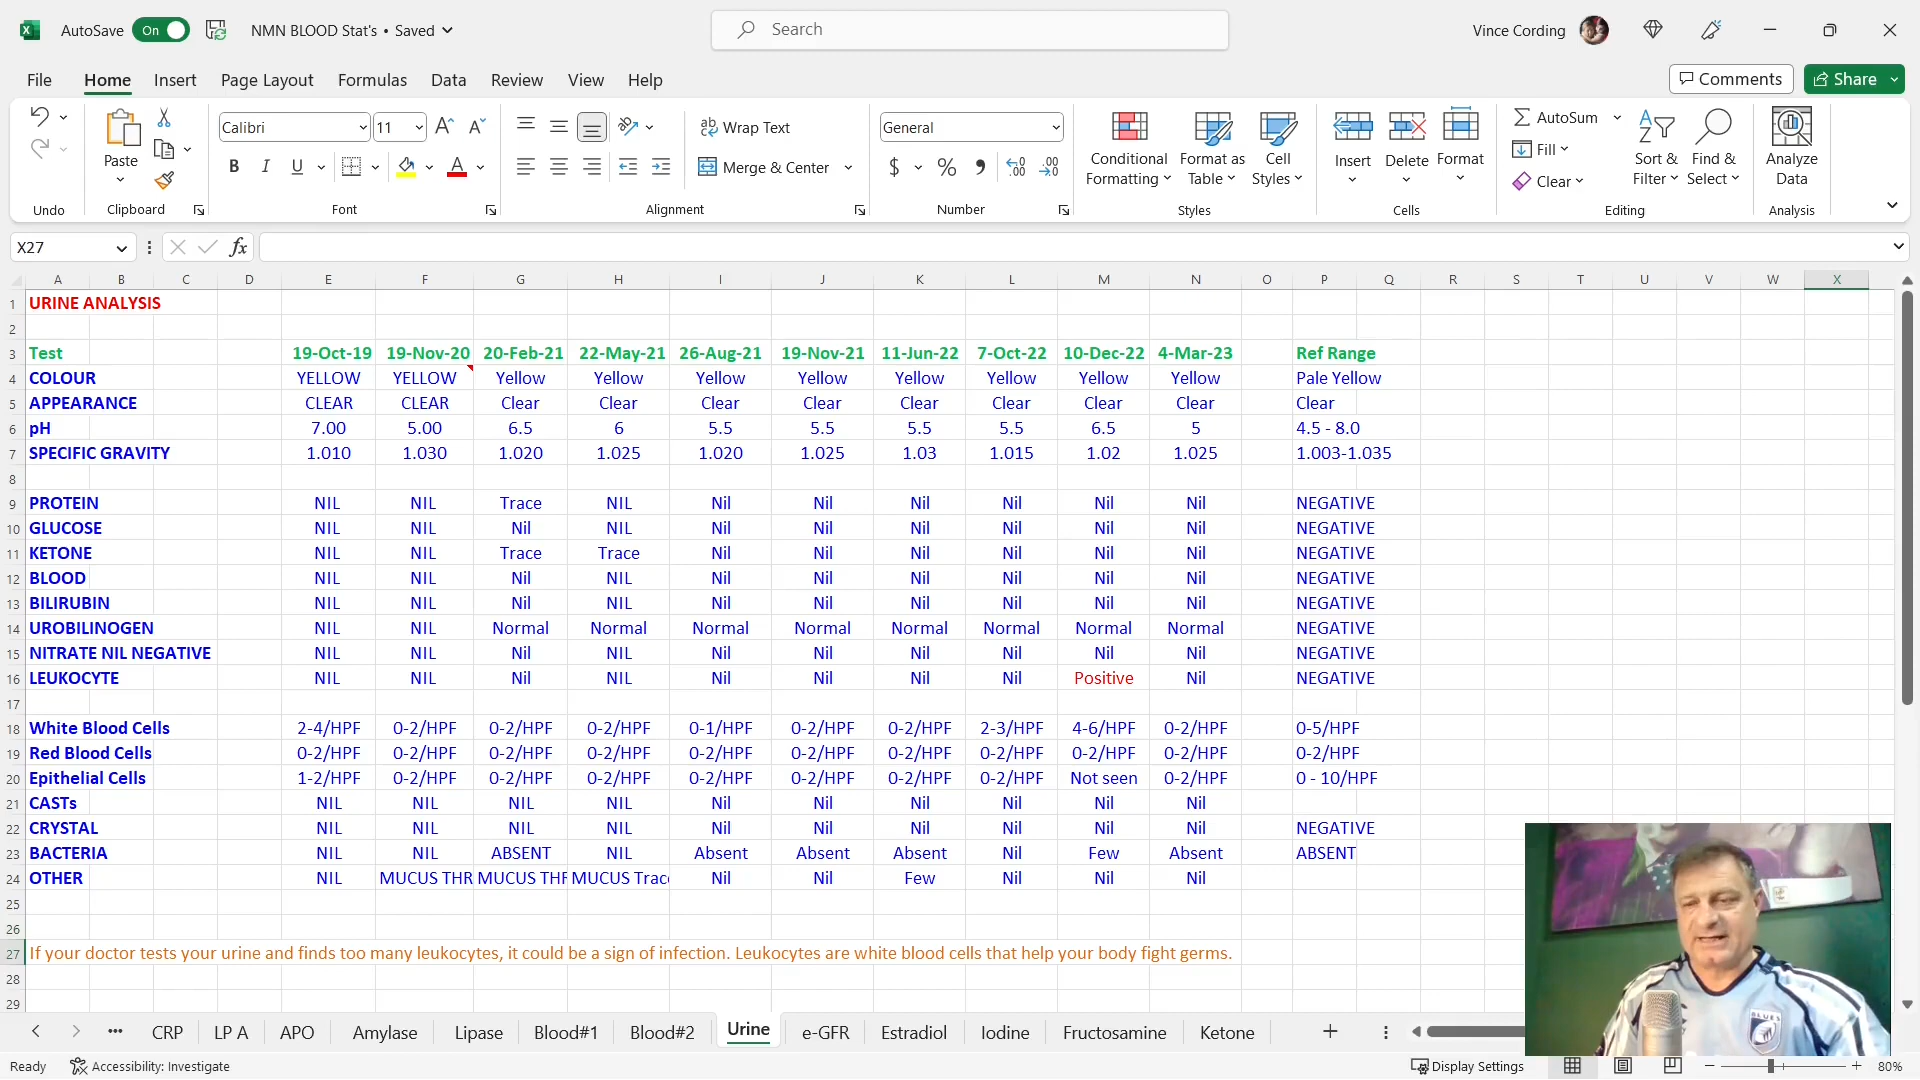 AutoSave On NMN BLOOD Stat's • Saved Search Vince Cording
File Home Insert Page Layout Formulas Data Review View Help Comments Share
Calibri 11 Wrap Text General AutoSum
Paste B I U A Merge & Center $ % Conditional Formatting Format as Table Cell Styles Insert Delete Format Fill Clear Sort & Filter Find & Select Analyze Data
Undo Clipboard Font Alignment Number Styles Cells Editing Analysis
X27 fx
A B C D E F G H I J K L M N O P Q R S T U V W X
1 URINE ANALYSIS
2
3 Test 19-Oct-19 19-Nov-20 20-Feb-21 22-May-21 26-Aug-21 19-Nov-21 11-Jun-22 7-Oct-22 10-Dec-22 4-Mar-23 Ref Range
4 COLOUR YELLOW YELLOW Yellow Yellow Yellow Yellow Yellow Yellow Yellow Yellow Pale Yellow
5 APPEARANCE CLEAR CLEAR Clear Clear Clear Clear Clear Clear Clear Clear Clear
6 pH 7.00 5.00 6.5 6 5.5 5.5 5.5 5.5 6.5 5 4.5 - 8.0
7 SPECIFIC GRAVITY 1.010 1.030 1.020 1.025 1.020 1.025 1.03 1.015 1.02 1.025 1.003-1.035
8
9 PROTEIN NIL NIL Trace NIL Nil Nil Nil Nil Nil Nil NEGATIVE
10 GLUCOSE NIL NIL Nil NIL Nil Nil Nil Nil Nil Nil NEGATIVE
11 KETONE NIL NIL Trace Trace Nil Nil Nil Nil Nil Nil NEGATIVE
12 BLOOD NIL NIL Nil NIL Nil Nil Nil Nil Nil Nil NEGATIVE
13 BILIRUBIN NIL NIL Nil NIL Nil Nil Nil Nil Nil Nil NEGATIVE
14 UROBILINOGEN NIL NIL Normal Normal Normal Normal Normal Normal Normal Normal NEGATIVE
15 NITRATE NIL NEGATIVE NIL NIL Nil NIL Nil Nil Nil Nil Nil Nil NEGATIVE
16 LEUKOCYTE NIL NIL Nil NIL Nil Nil Nil Nil Positive Nil NEGATIVE
17
18 White Blood Cells 2-4/HPF 0-2/HPF 0-2/HPF 0-2/HPF 0-1/HPF 0-2/HPF 0-2/HPF 2-3/HPF 4-6/HPF 0-2/HPF 0-5/HPF
19 Red Blood Cells 0-2/HPF 0-2/HPF 0-2/HPF 0-2/HPF 0-2/HPF 0-2/HPF 0-2/HPF 0-2/HPF 0-2/HPF 0-2/HPF 0-2/HPF
20 Epithelial Cells 1-2/HPF 0-2/HPF 0-2/HPF 0-2/HPF 0-2/HPF 0-2/HPF 0-2/HPF 0-2/HPF Not seen 0-2/HPF 0 - 10/HPF
21 CASTs NIL NIL NIL NIL Nil Nil Nil Nil Nil Nil
22 CRYSTAL NIL NIL NIL NIL Nil Nil Nil Nil Nil Nil NEGATIVE
23 BACTERIA NIL NIL ABSENT NIL Absent Absent Absent Nil Few Absent ABSENT
24 OTHER NIL MUCUS THR MUCUS THR MUCUS Trac Nil Nil Few Nil Nil Nil
25
26
27 If your doctor tests your urine and finds too many leukocytes, it could be a sign of infection. Leukocytes are white blood cells that help your body fight germs.
28
29
BLUES
CRP LP A APO Amylase Lipase Blood#1 Blood#2 Urine e-GFR Estradiol Iodine Fructosamine Ketone
Ready Accessibility: Investigate Display Settings 80%